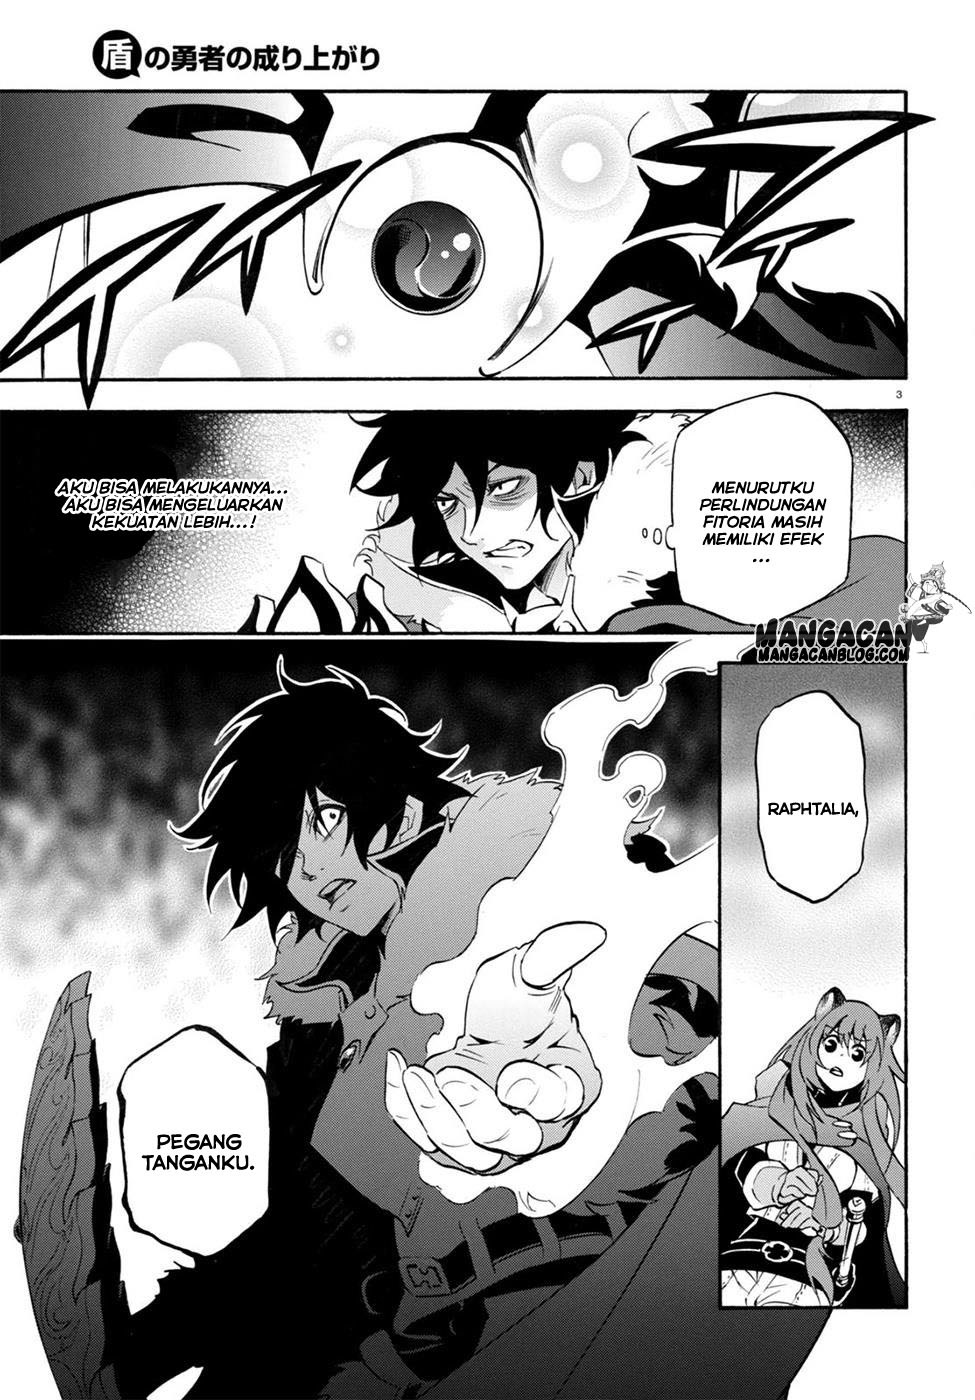 盾の勇者の成り上がり
3
MENURUTKU
PERLINDUNGAN
FITORIA MASIH
MEMILIKI EFEK
...
AKU BISA MELAKUKANNYA...
AKU BISA MENGELUARKAN
KEKUATAN LEBIH...!
MANGACAN
MANGACANBLOG.COM
RAPHTALIA,
PEGANG
TANGANKU.